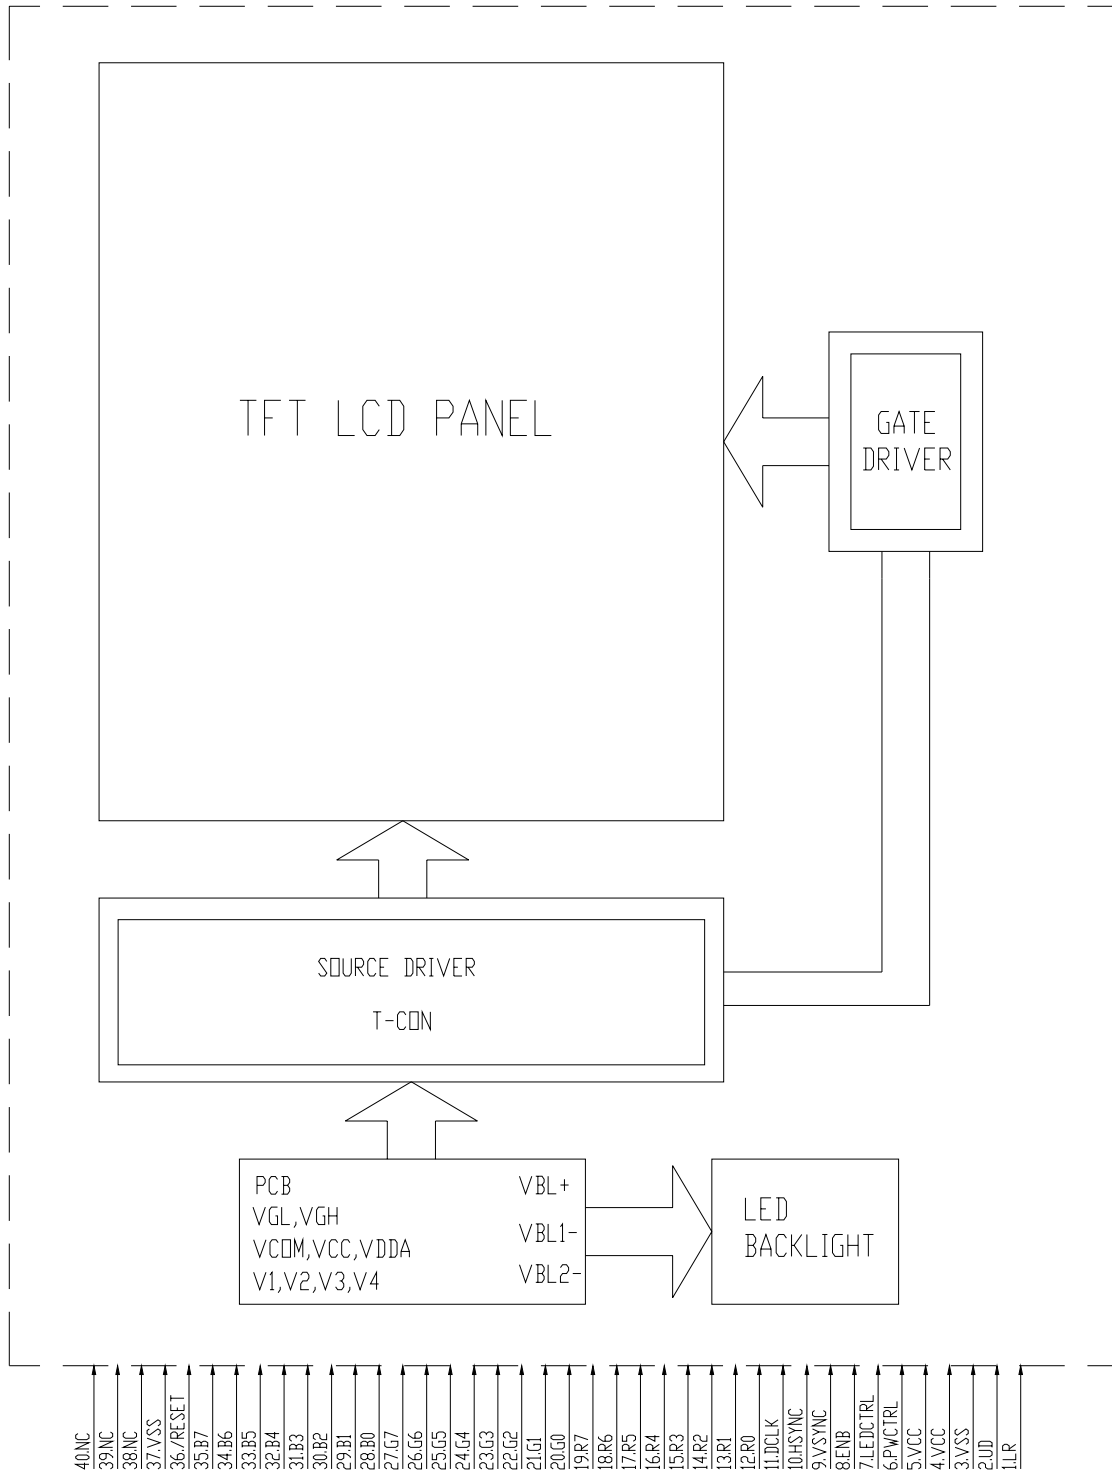 TFT LCD PANEL
GATE
DRIVER
SOURCE DRIVER
T-CON
PCB
VGL,VGH
VCOM,VCC,VDDA
V1,V2,V3,V4
VBL+
VBL1-
VBL2-
LED
BACKLIGHT
40.NC
39.NC
38.NC
37.VSS
36./RESET
35.B7
34.B6
33.B5
32.B4
31.B3
30.B2
29.B1
28.B0
27.G7
26.G6
25.G5
24.G4
23.G3
22.G2
21.G1
20.G0
19.R7
18.R6
17.R5
16.R4
15.R3
14.R2
13.R1
12.R0
11.DCLK
10.HSYNC
9.VSYNC
8.ENB
7.LEDCTRL
6.PWCTRL
5.VCC
4.VCC
3.VSS
2.UD
1.LR